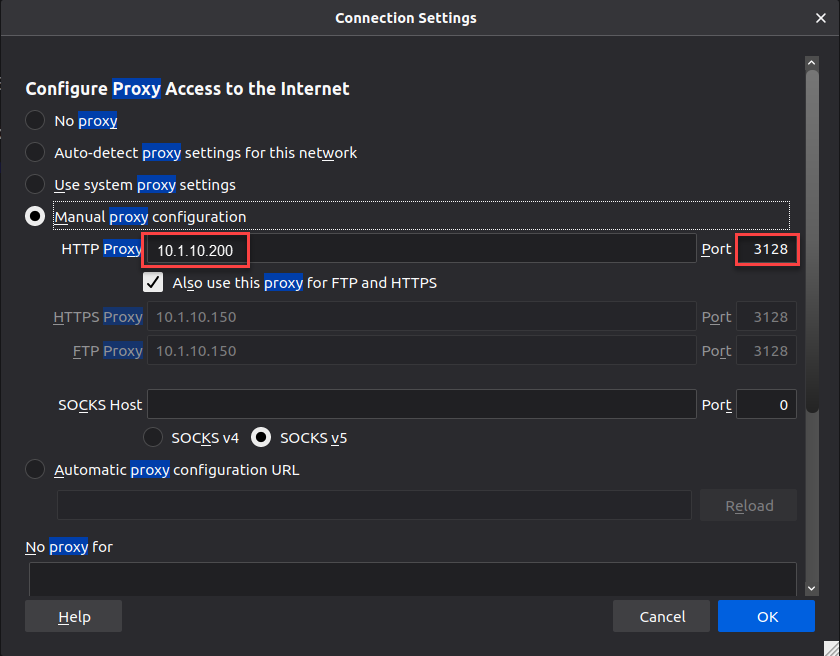 Connection Settings
Configure Proxy Access to the Internet
No proxy
Auto-detect proxy settings for this network
Use system proxy settings
Manual proxy configuration
HTTP Proxy 10.1.10.200 Port 3128
Also use this proxy for FTP and HTTPS
HTTPS Proxy 10.1.10.150 Port 3128
FTP Proxy 10.1.10.150 Port 3128
SOCKS Host Port 0
SOCKS v4 SOCKS v5
Automatic proxy configuration URL
Reload
No proxy for
Help Cancel OK